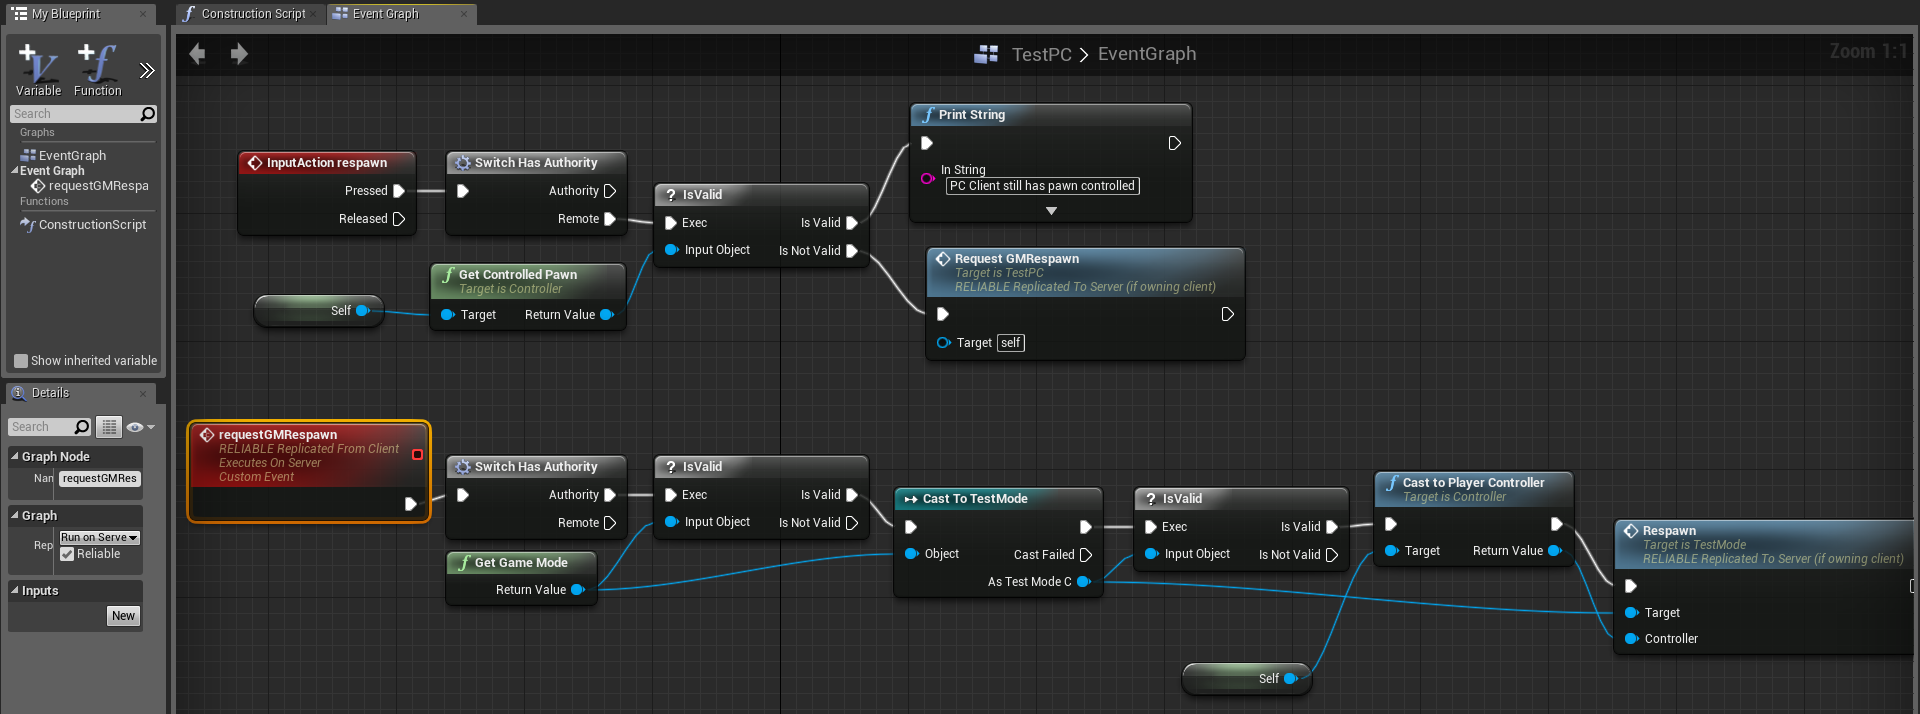 My Blueprint
Construction Script
Event Graph
Variable
Function
Search
Graphs
EventGraph
Event Graph
requestGMRespa
Functions
ConstructionScript
Show inherited variable
Details
Search
Graph Node
Nan
requestGMRes
Graph
Rep
Run on Serve
Reliable
Inputs
New
TestPC
EventGraph
Zoom 1:1
Print String
In String
PC Client still has pawn controlled
InputAction respawn
Pressed
Released
Switch Has Authority
Authority
Remote
IsValid
Exec
Is Valid
Input Object
Is Not Valid
Get Controlled Pawn
Target is Controller
Target
Return Value
Self
Request GMRespawn
Target is TestPC
RELIABLE Replicated To Server (if owning client)
Target
self
requestGMRespawn
RELIABLE Replicated From Client
Executes On Server
Custom Event
Switch Has Authority
Authority
Remote
IsValid
Exec
Is Valid
Input Object
Is Not Valid
Get Game Mode
Return Value
Cast To TestMode
Object
Cast Failed
As Test Mode C
IsValid
Exec
Is Valid
Input Object
Is Not Valid
Cast to Player Controller
Target is Controller
Target
Return Value
Self
Respawn
Target is TestMode
RELIABLE Replicated To Server (if owning client)
Target
Controller